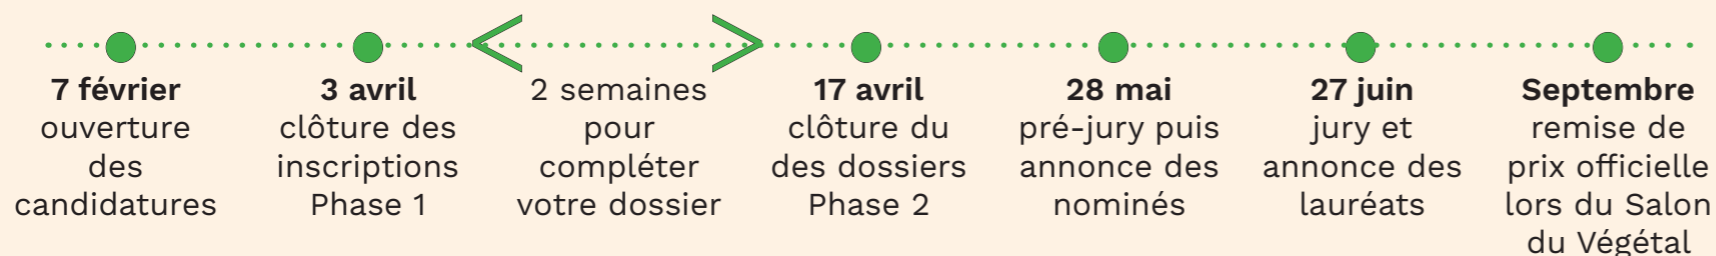 7 février
ouverture
des
candidatures
3 avril
clôture des
inscriptions
Phase 1
2 semaines
pour
compléter
votre dossier
17 avril
clôture du
des dossiers
Phase 2
28 mai
pré-jury puis
annonce des
nominés
27 juin
jury et
annonce des
lauréats
Septembre
remise de
prix officielle
lors du Salon
du Végétal